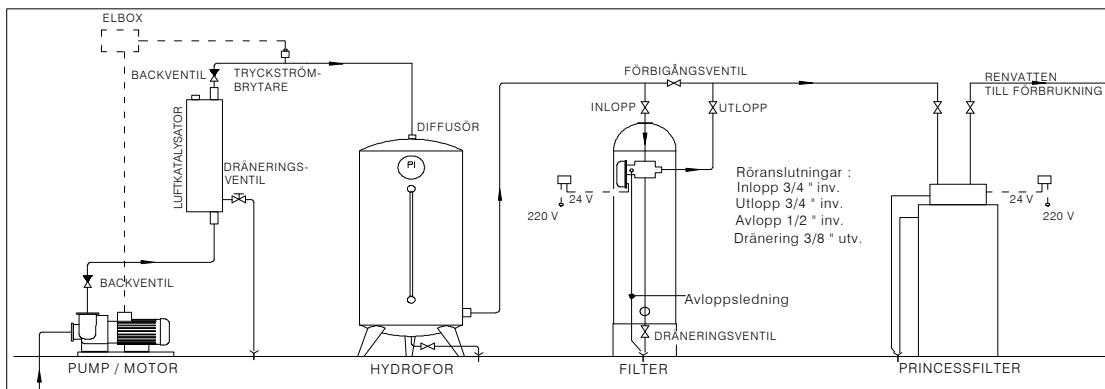 ELBOX
BACKVENTIL
TRYCKSTRÖM-
BRYTARE
LUFTKATALYSATOR
DRÄNERINGS-
VENTIL
BACKVENTIL
PUMP / MOTOR
DIFFUSÖR
PI
HYDROFOR
FÖRBIGÅNGSVENTIL
INLOPP
UTLOPP
24 V
220 V
Röranslutningar :
Inlopp 3/4 " inv.
Utlopp 3/4 " inv.
Avlopp 1/2 " inv.
Dränering 3/8 " utv.
Avloppsledning
DRÄNERINGSVENTIL
FILTER
RENVATTEN
TILL FÖRBRUKNING
24 V
220 V
PRINCESSFILTER